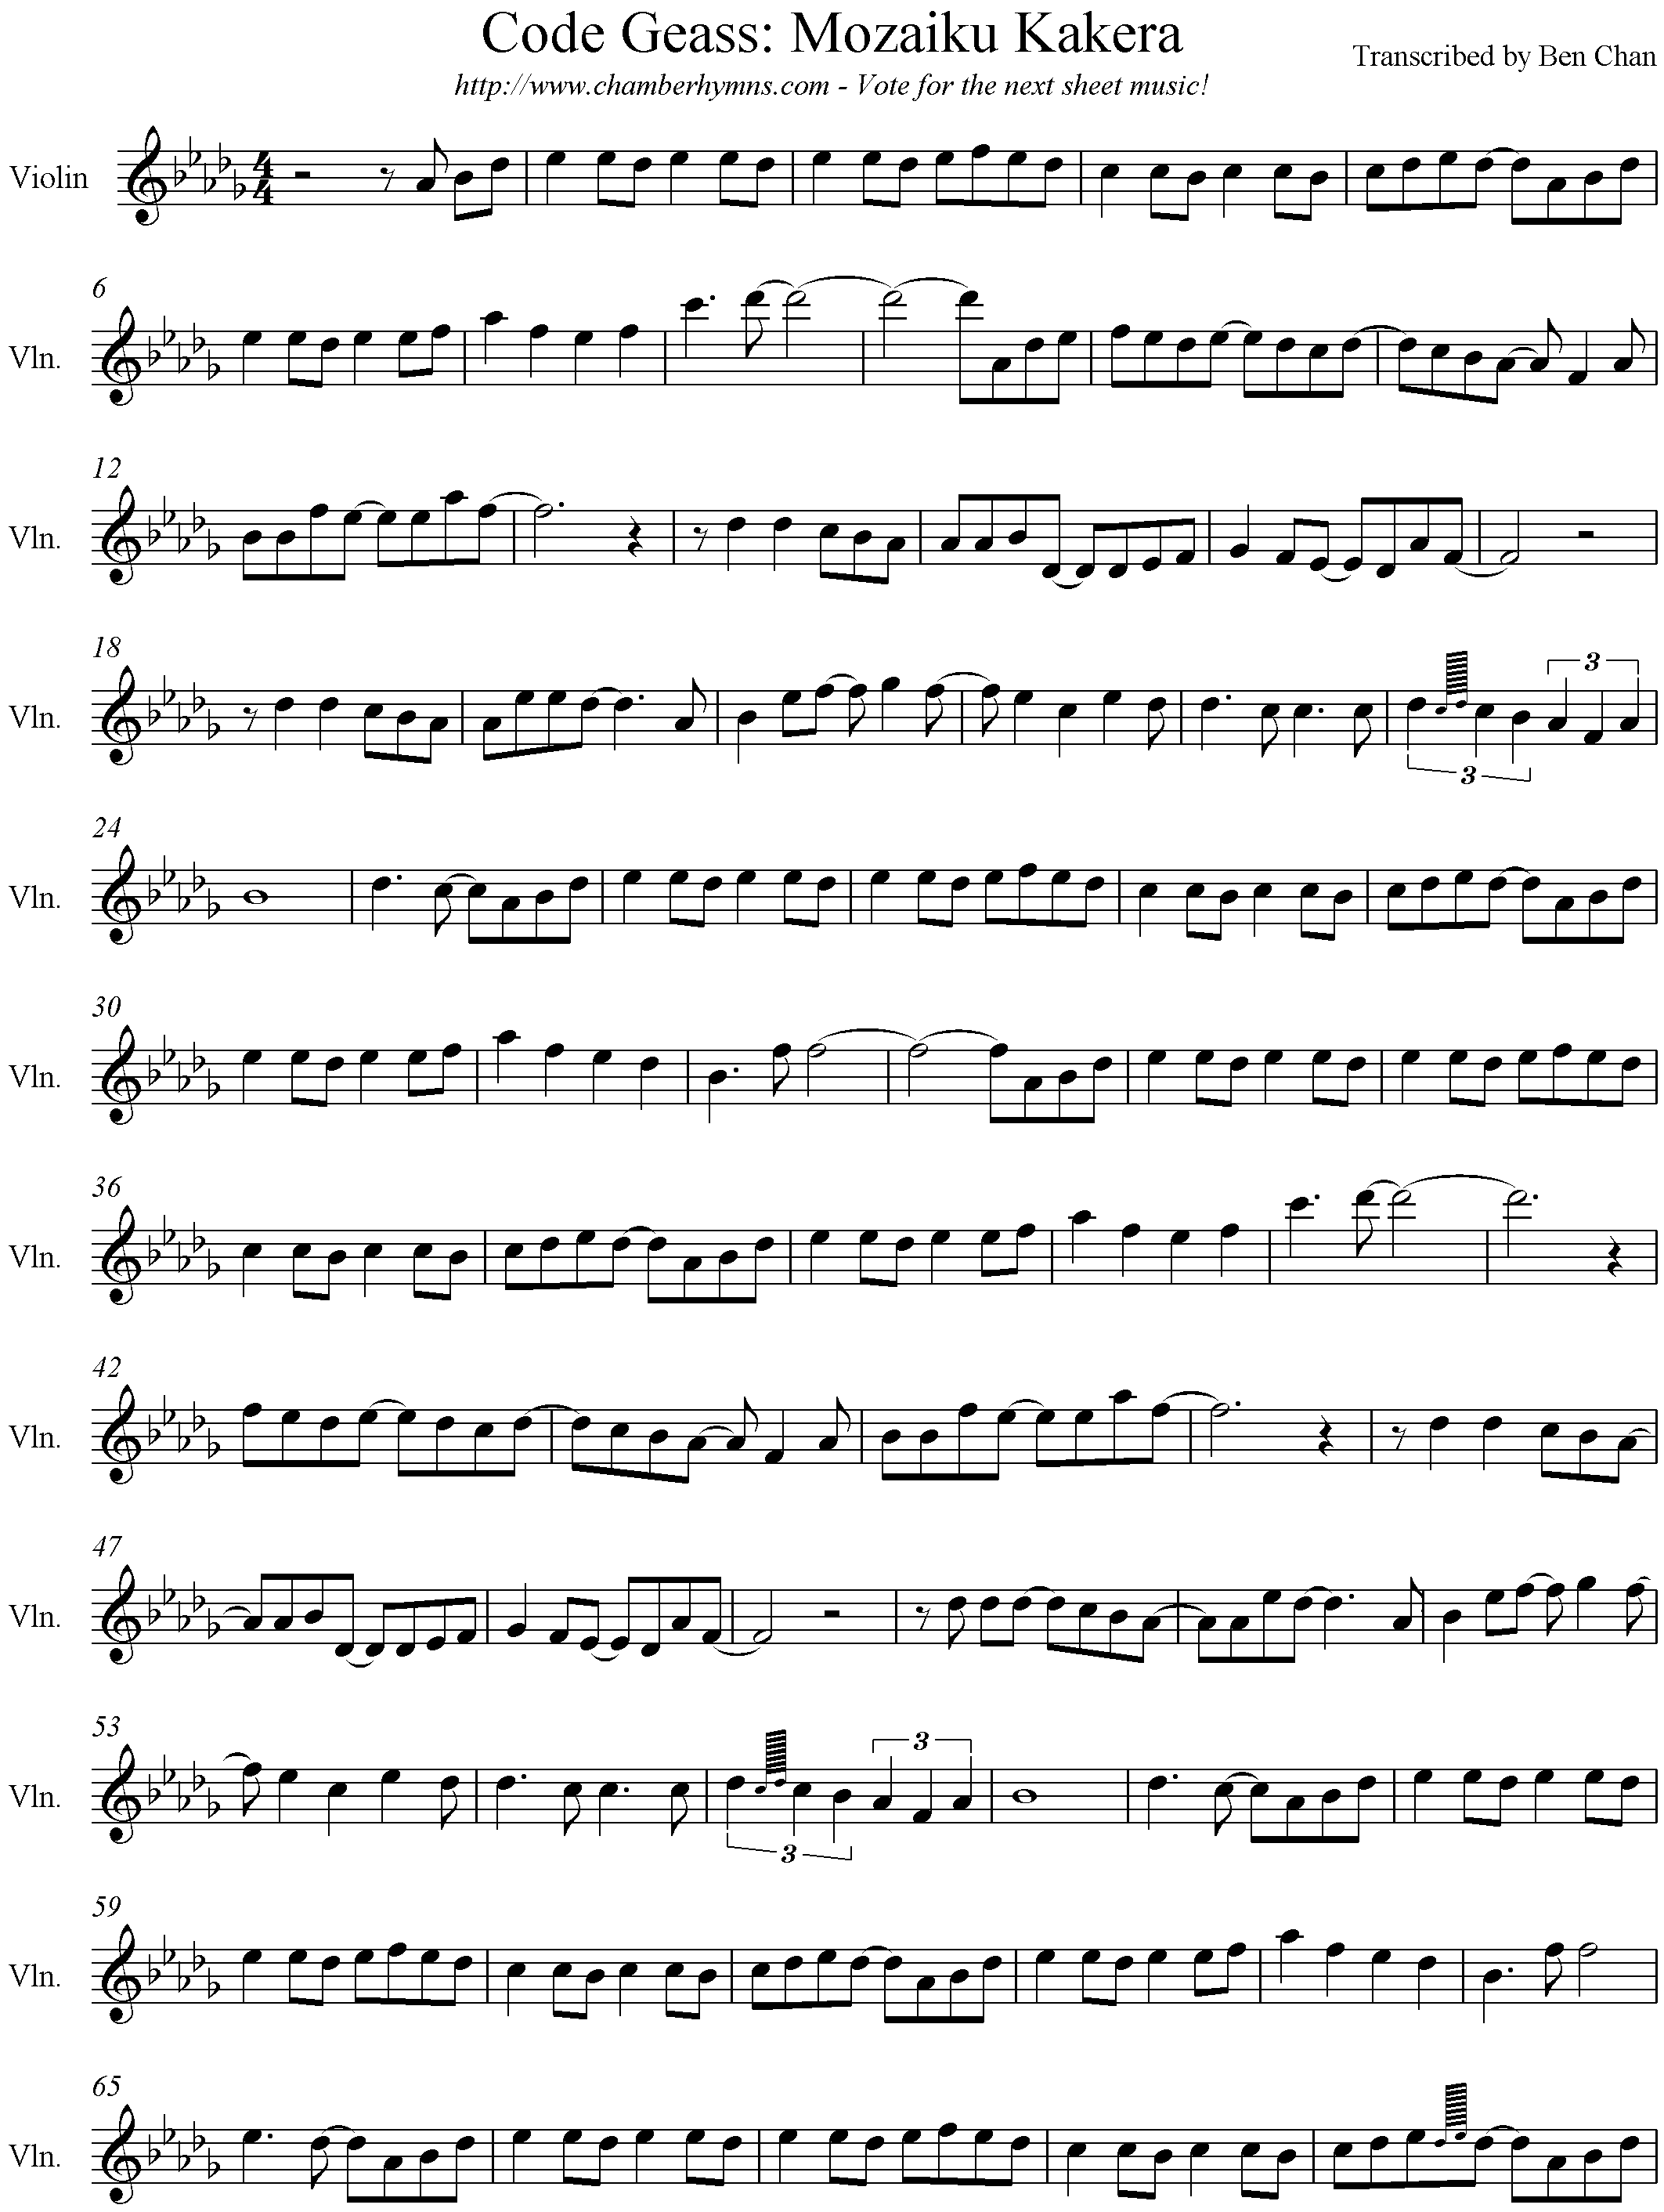 Code Geass: Mozaiku Kakera
Transcribed by Ben Chan
http://www.chamberhymns.com - Vote for the next sheet music!
Violin
4
4
6
Vln.
12
Vln.
18
Vln.
3
3
24
Vln.
30
Vln.
36
Vln.
42
Vln.
47
Vln.
53
Vln.
3
3
59
Vln.
65
Vln.